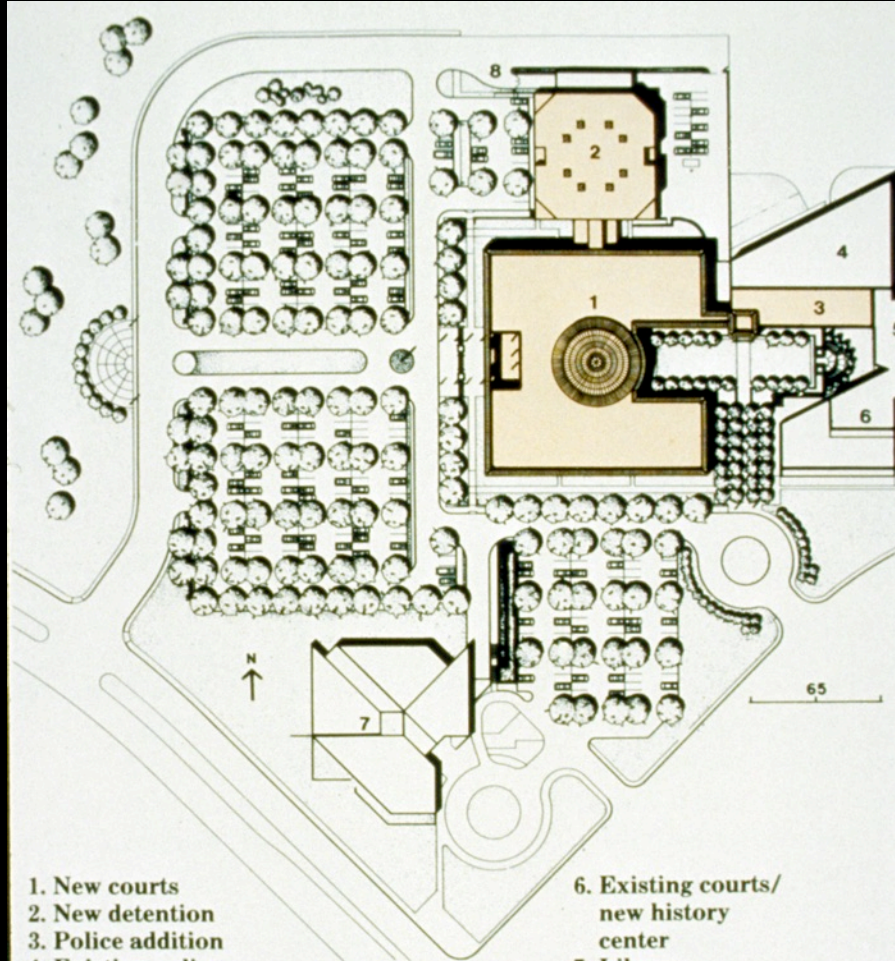 8
2
4
1
3
6
N
65
7
1. New courts
2. New detention
3. Police addition
6. Existing courts/
new history
center